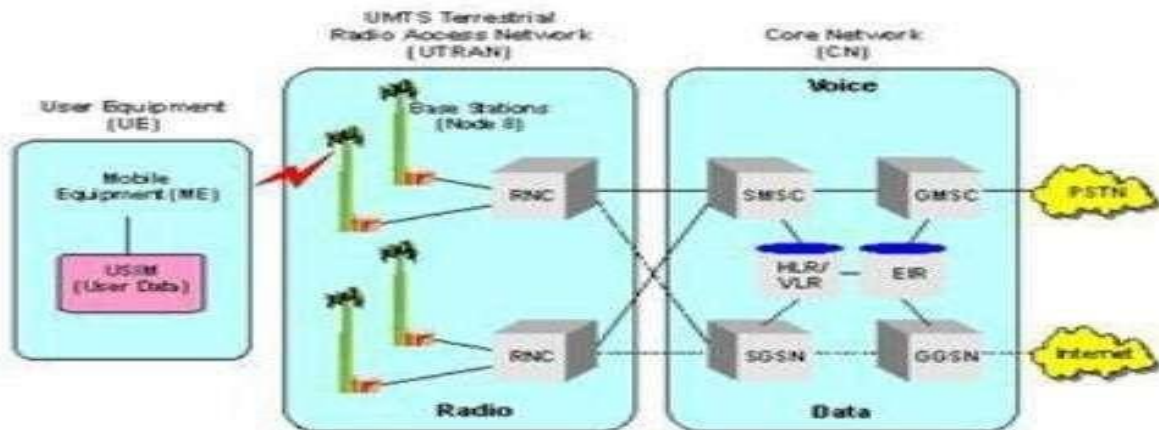 UMTS Terrestrial
Radio Access Network
(UTRAN)
Core Network
(CN)
User Equipment
(UE)
Mobile
Equipment (ME)
USIM
(User Data)
Base Stations
(Node B)
RNC
RNC
Radio
Voice
SMSC
GMSC
HLR/
VLR
EIR
SGSN
GGSN
Data
PSTN
Internet